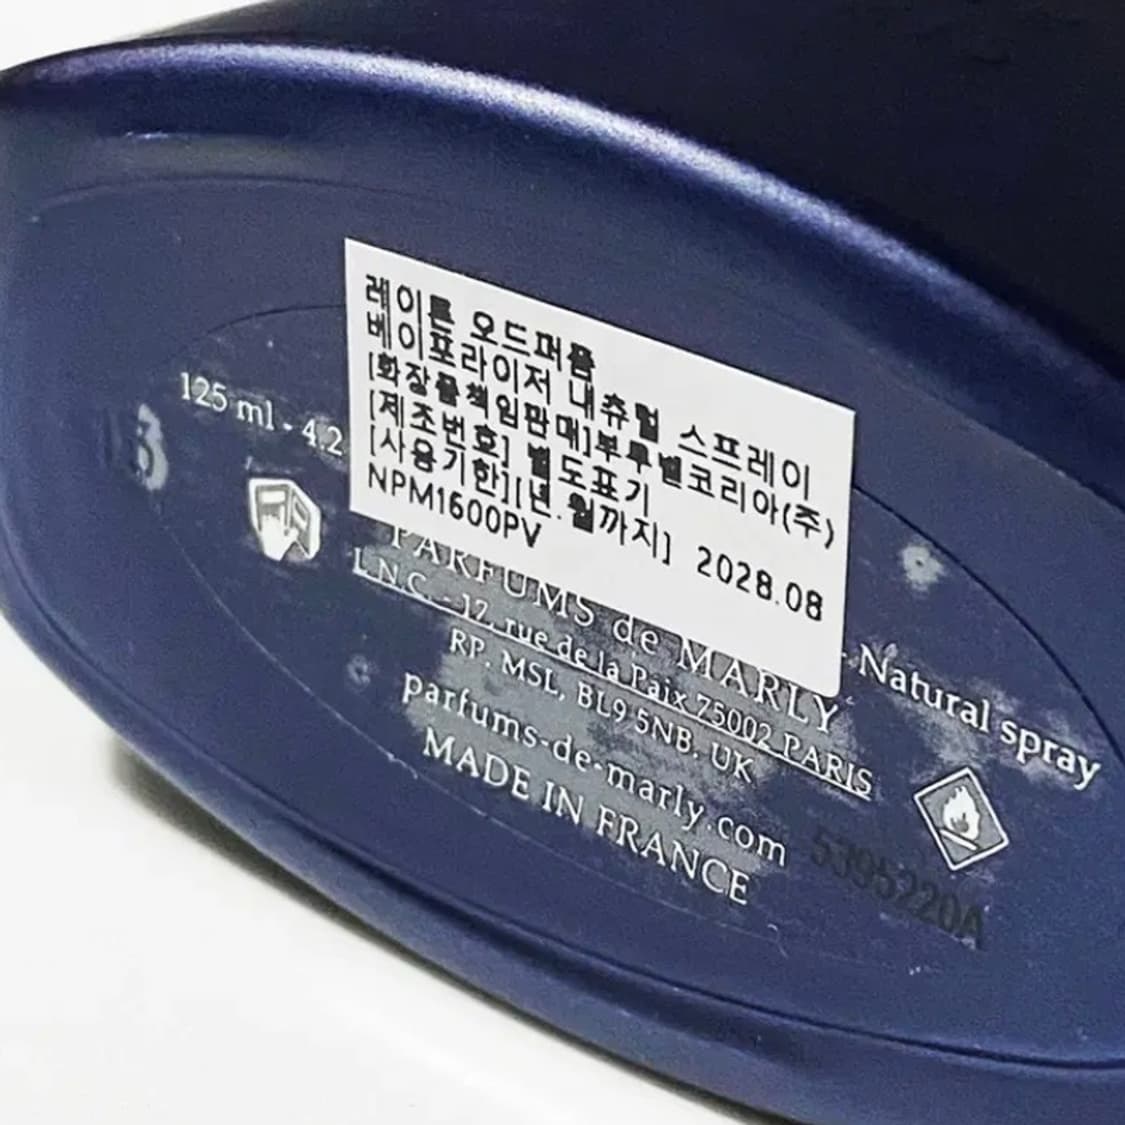 레이튼 오드퍼퓸
베이포라이저 내츄럴 스프레이
[화장품책임판매]부루벨코리아(주)
[제조번호] 별도표기
[사용기한][년.월까지] 2028.08
NPM1600PV
125 ml - 4.2
- Natural spray
PARFUMS de MARLY
I.N.C. - 17, rue de la Paix 75002 PARIS
RP. MSL, BL9 5NB. UK
parfums-de-marly.com
MADE IN FRANCE
5395220A